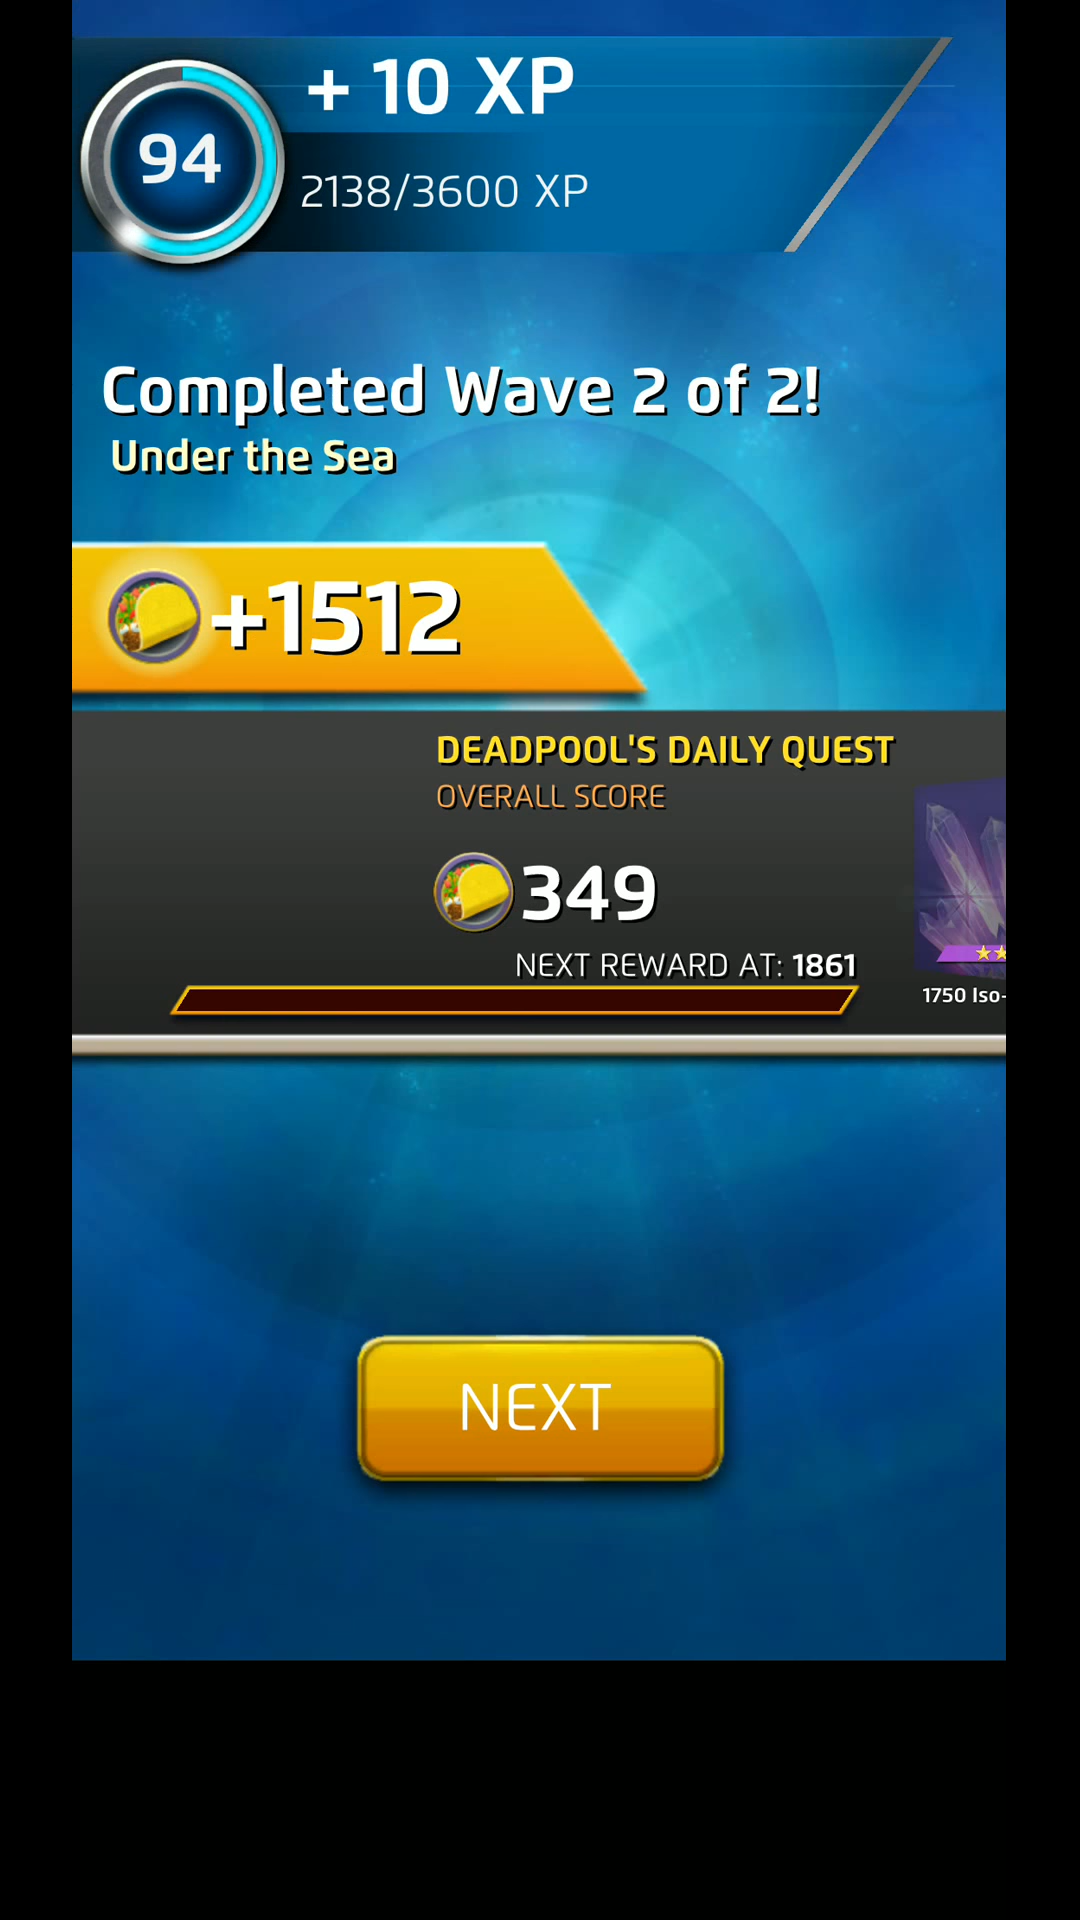 + 10 XP
94
2138/3600 XP
Completed Wave 2 of 2!
Under the Sea
+1512
DEADPOOL'S DAILY QUEST
OVERALL SCORE
349
NEXT REWARD AT: 1861
1750 Iso-
NEXT